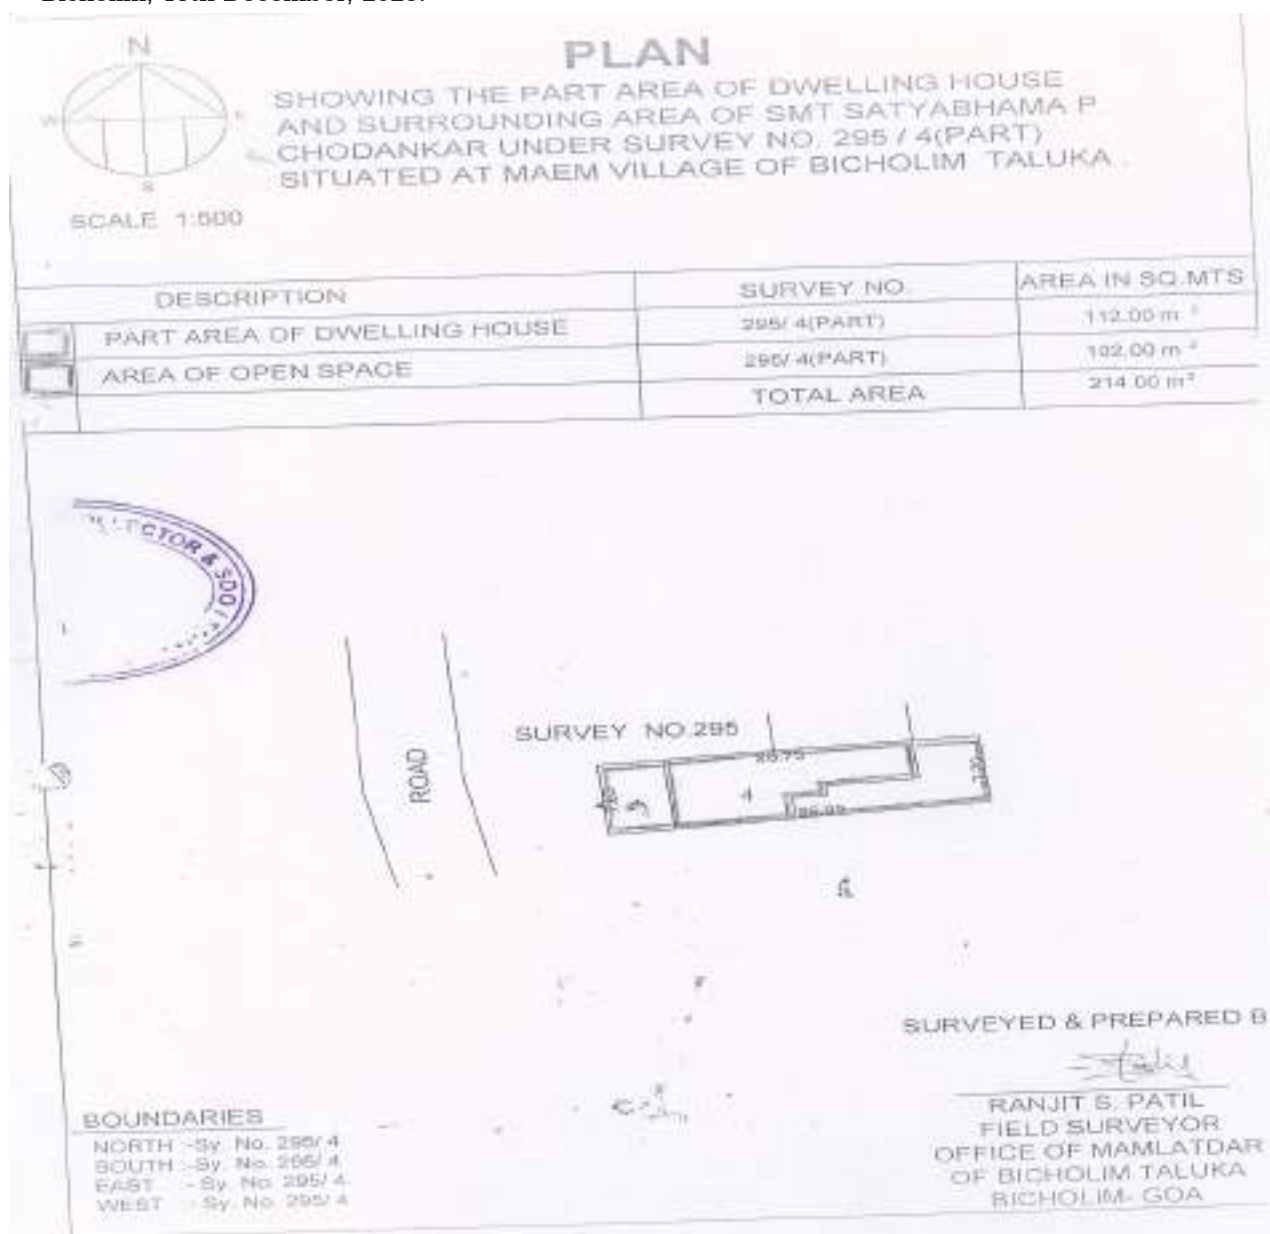 N
W
E
S
SCALE 1:500
PLAN
SHOWING THE PART AREA OF DWELLING HOUSE
AND SURROUNDING AREA OF SMT SATYABHAMA P.
CHODANKAR UNDER SURVEY NO. 295 / 4(PART)
SITUATED AT MAEM VILLAGE OF BICHOLIM TALUKA .
DESCRIPTION SURVEY NO. AREA IN SQ.MTS
PART AREA OF DWELLING HOUSE 295/ 4(PART) 112.00 m ²
AREA OF OPEN SPACE 295/ 4(PART) 102.00 m ²
TOTAL AREA 214.00 m²
CTOR & SDO
ROAD
SURVEY NO.295
26.75
4
SURVEYED & PREPARED B
RANJIT S. PATIL
FIELD SURVEYOR
OFFICE OF MAMLATDAR
OF BICHOLIM TALUKA
BICHOLIM- GOA
BOUNDARIES
NORTH :-Sy. No. 295/ 4
SOUTH :-Sy. No. 295/ 4
EAST :- Sy. No. 295/ 4
WEST :- Sy. No. 295/ 4